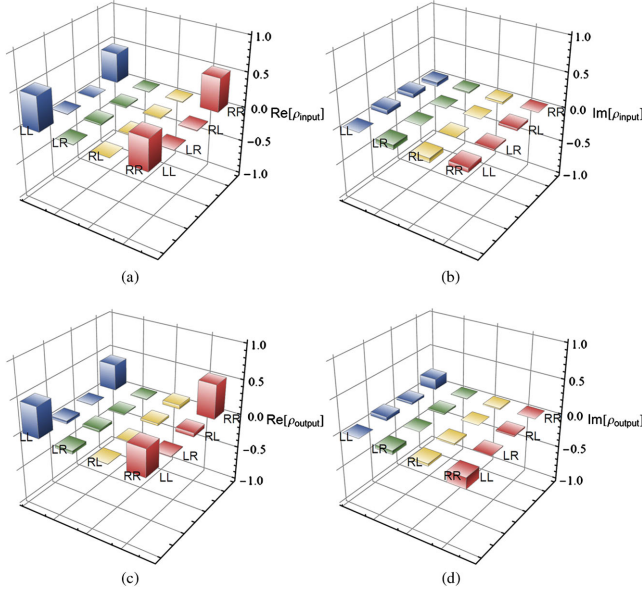 1.0
0.5
0.0
-0.5
-1.0
Re[ρinput]
LL
LR
RL
RR
LL
LR
RL
RR
(a)
1.0
0.5
0.0
-0.5
-1.0
Im[ρinput]
LL
LR
RL
RR
LL
LR
RL
RR
(b)
1.0
0.5
0.0
-0.5
-1.0
Re[ρoutput]
LL
LR
RL
RR
LL
LR
RL
RR
(c)
1.0
0.5
0.0
-0.5
-1.0
Im[ρoutput]
LL
LR
RL
RR
LL
LR
RL
RR
(d)